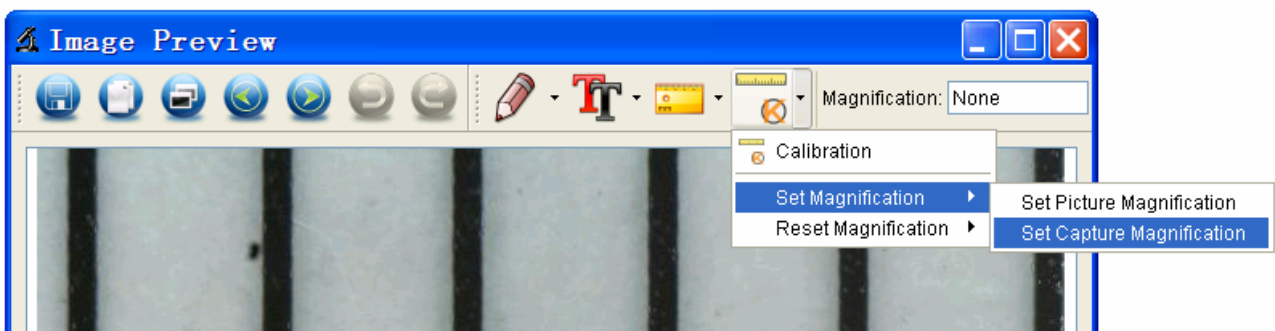 Image Preview
Magnification: None
Calibration
Set Magnification
Reset Magnification
Set Picture Magnification
Set Capture Magnification